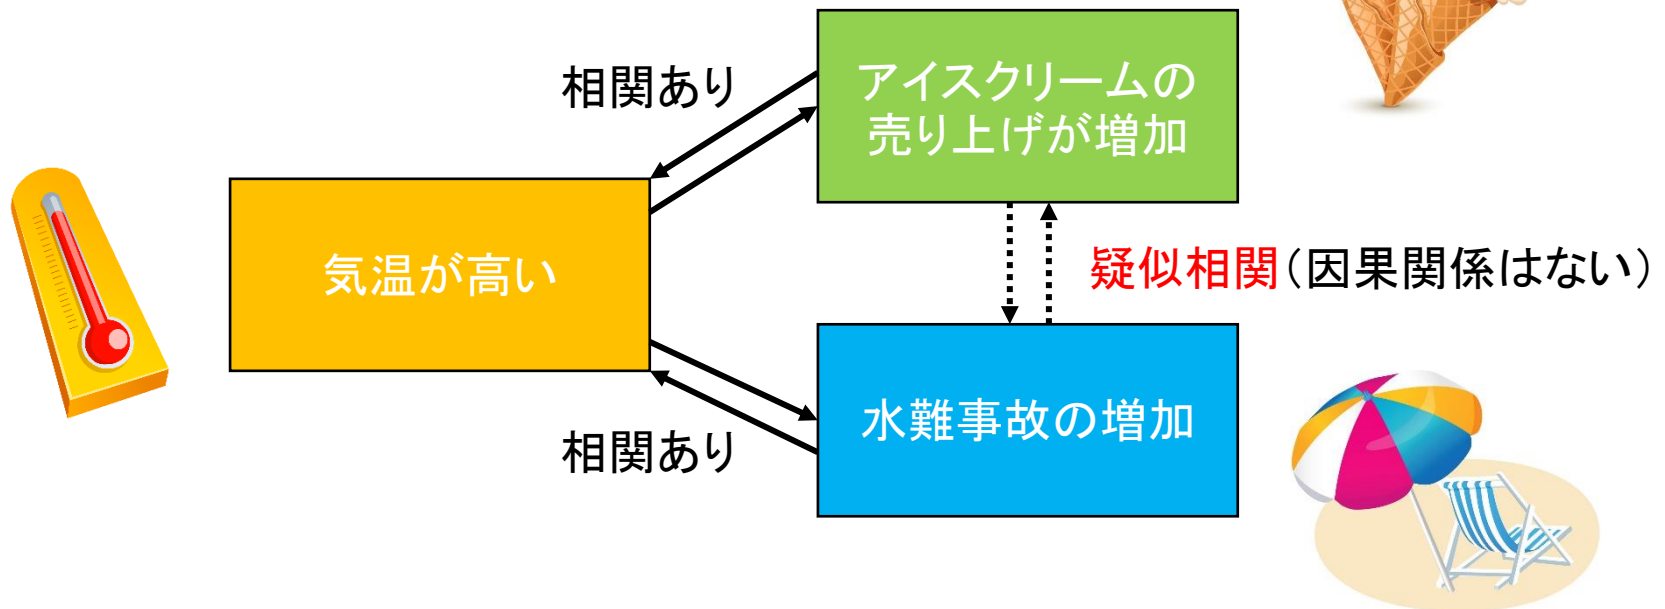 相関あり
アイスクリームの
売り上げが増加
気温が高い
疑似相関(因果関係はない)
水難事故の増加
相関あり